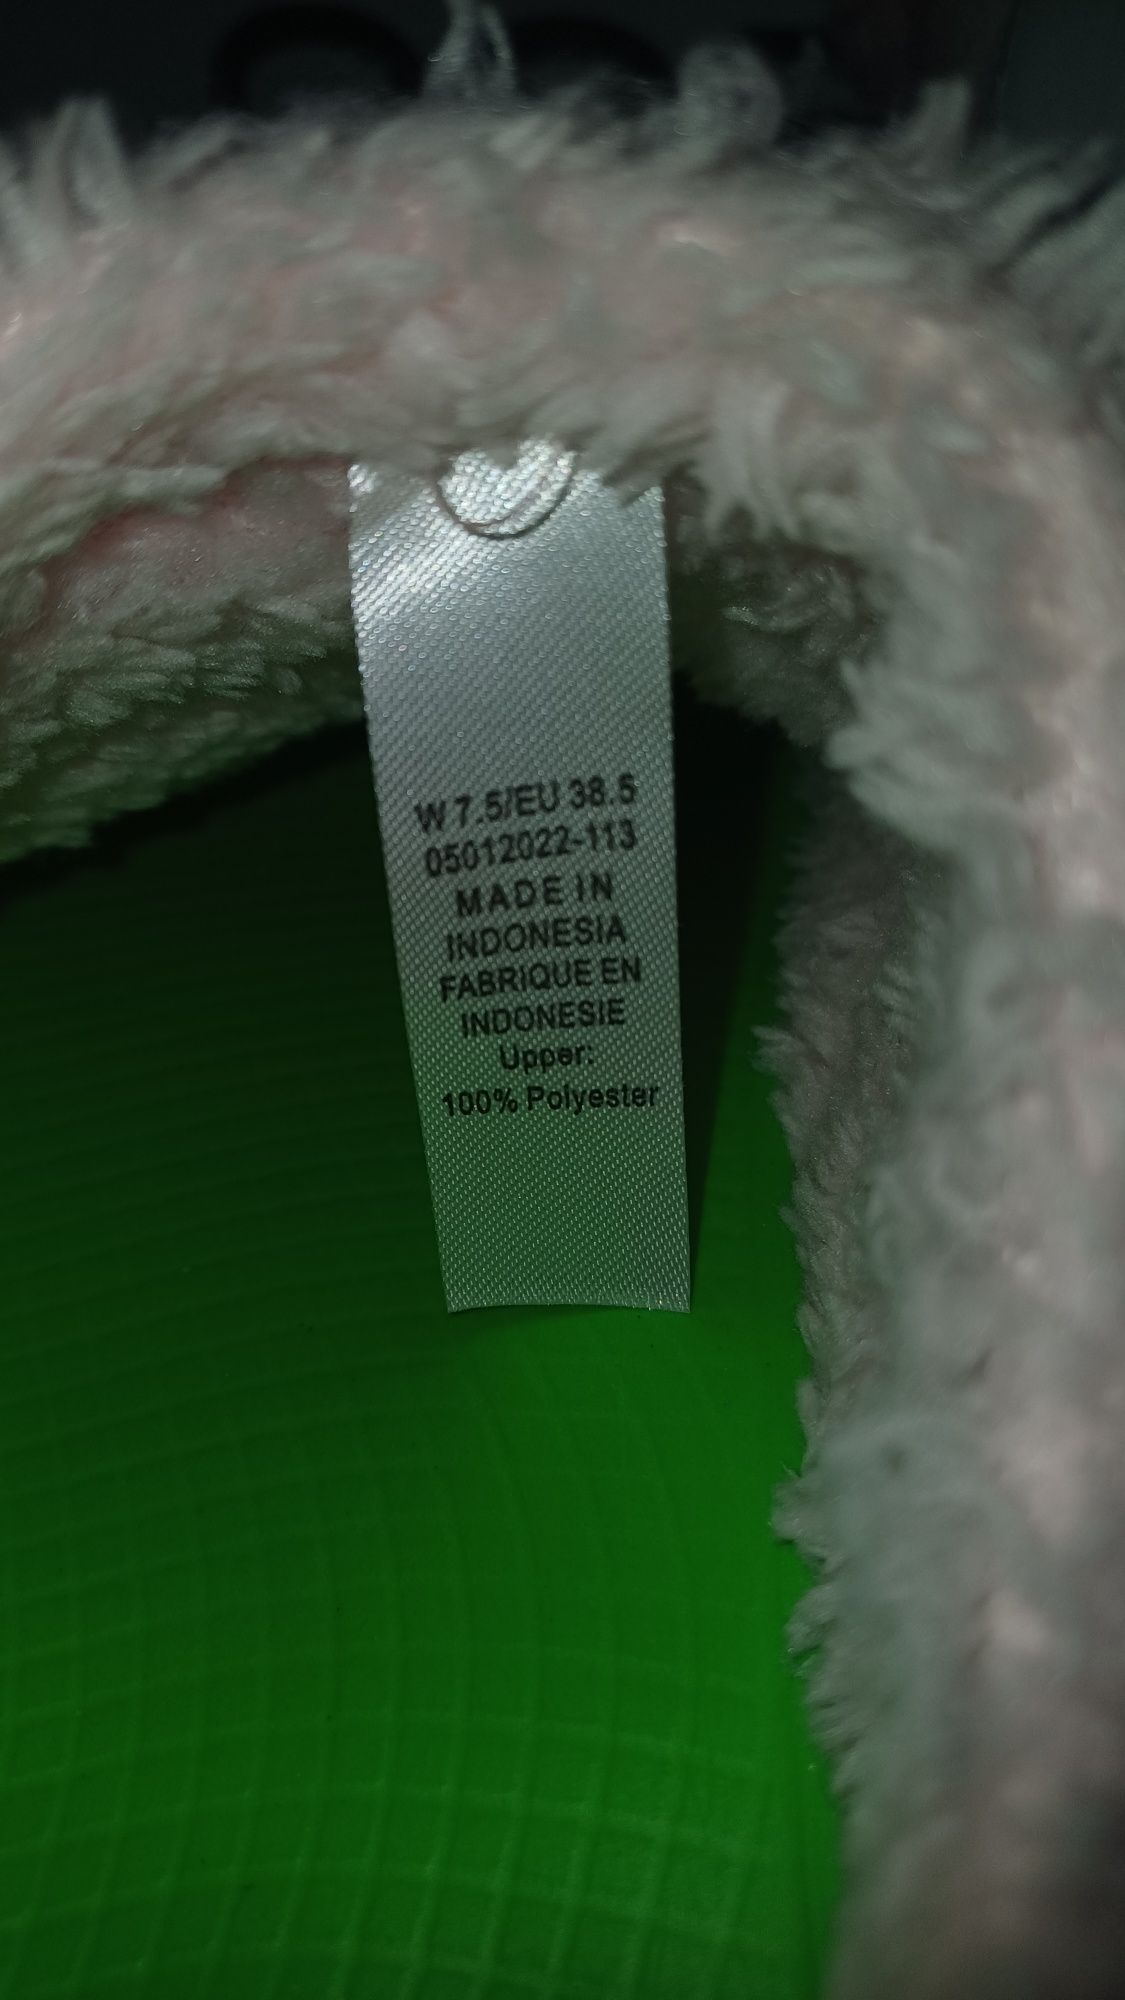 W 7.5/EU 38.5
05012022-113
MADE IN
INDONESIA
FABRIQUE EN
INDONESIE
Upper:
100% Polyester